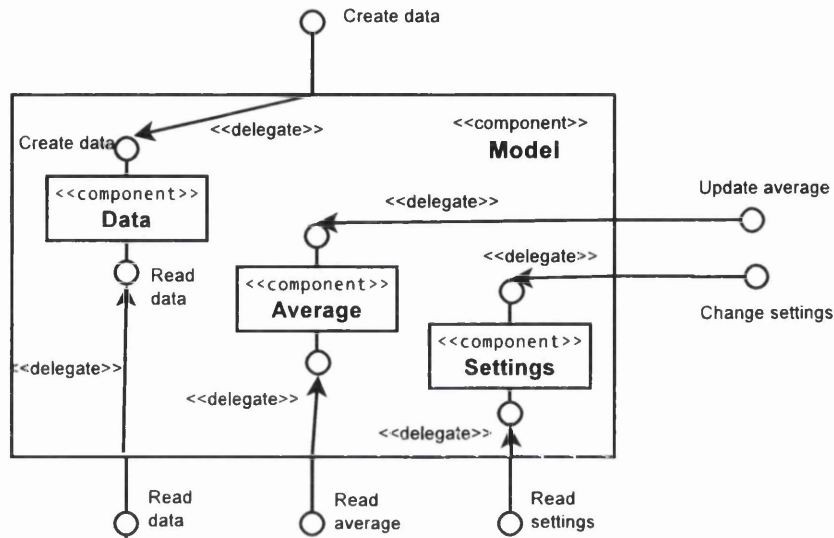 Create data
<<delegate>>
<<component>>
Model
Create data
<<component>>
Data
<<delegate>>
Update average
Read
data
<<delegate>>
<<component>>
Average
Change settings
<<component>>
Settings
<<delegate>>
<<delegate>>
<<delegate>>
Read
data
Read
average
Read
settings